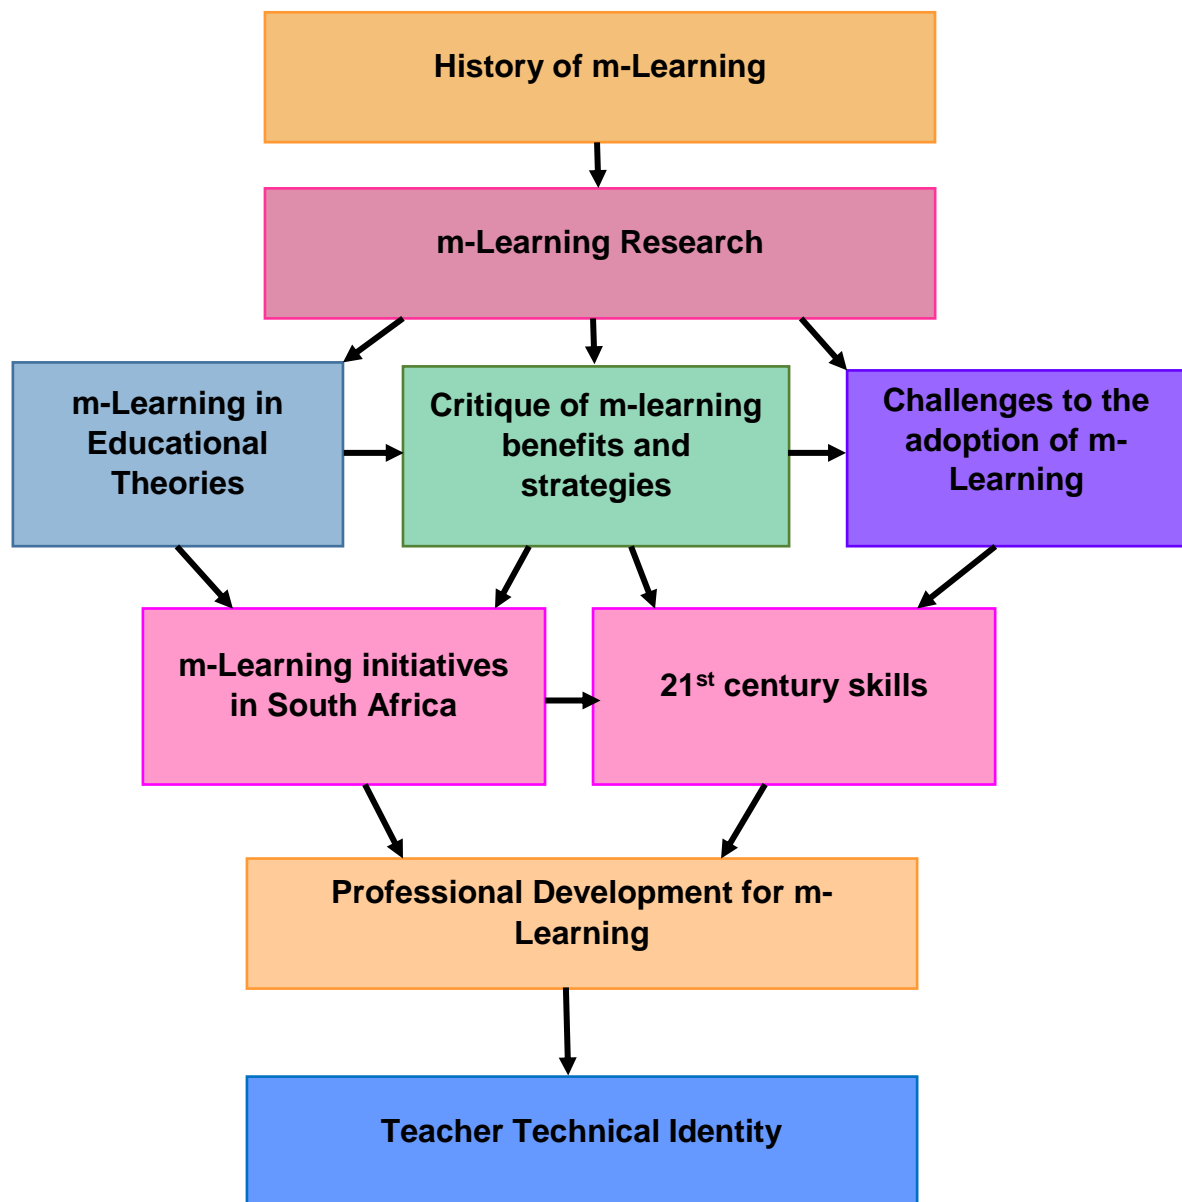 History of m-Learning
m-Learning Research
m-Learning in
Educational
Theories
Critique of m-learning
benefits and
strategies
Challenges to the
adoption of m-
Learning
m-Learning initiatives
in South Africa
21st century skills
Professional Development for m-
Learning
Teacher Technical Identity